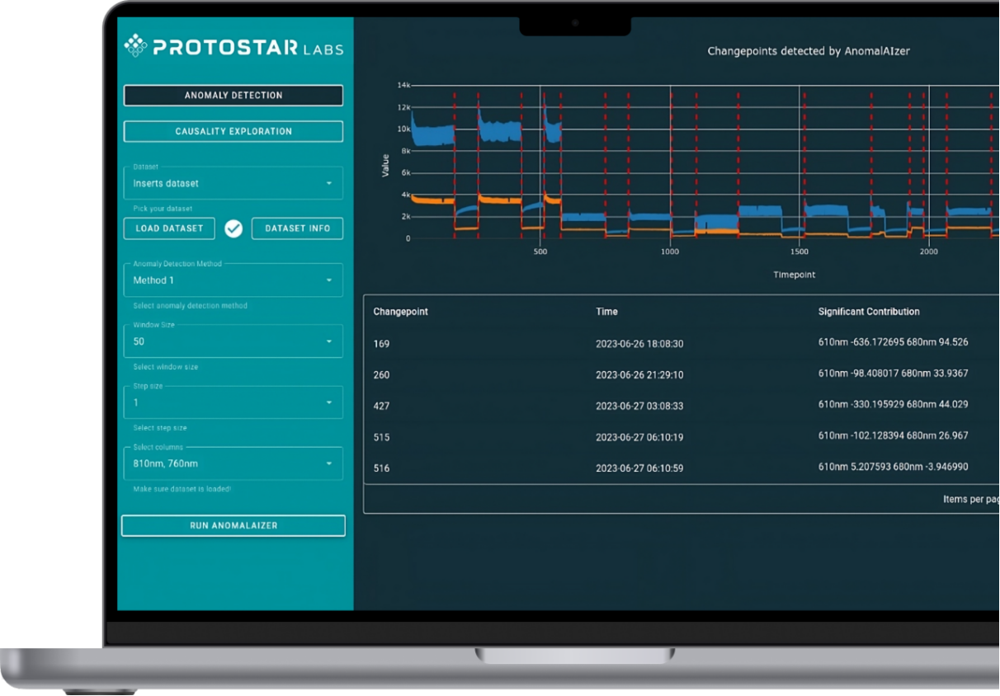 PROTOSTAR LABS
ANOMALY DETECTION
CAUSALITY EXPLORATION
Dataset
Inserts dataset
Pick your dataset
LOAD DATASET
DATASET INFO
Anomaly Detection Method
Method 1
Select anomaly detection method
Window Size
50
Select window size
Step size
1
Select step size
Select columns
810nm, 760nm
Make sure dataset is loaded!
RUN ANOMALAIZER
Changepoints detected by AnomalAIzer
Value
14k
12k
10k
8k
6k
4k
2k
0
500 1000 1500 2000
Timepoint
Changepoint Time Significant Contribution
169 2023-06-26 18:08:30 610nm -636.172695 680nm 94.526
260 2023-06-26 21:29:10 610nm -98.408017 680nm 33.9367
427 2023-06-27 03:08:33 610nm -330.195929 680nm 44.029
515 2023-06-27 06:10:19 610nm -102.128394 680nm 26.967
516 2023-06-27 06:10:59 610nm 5.207593 680nm -3.946990
Items per pag